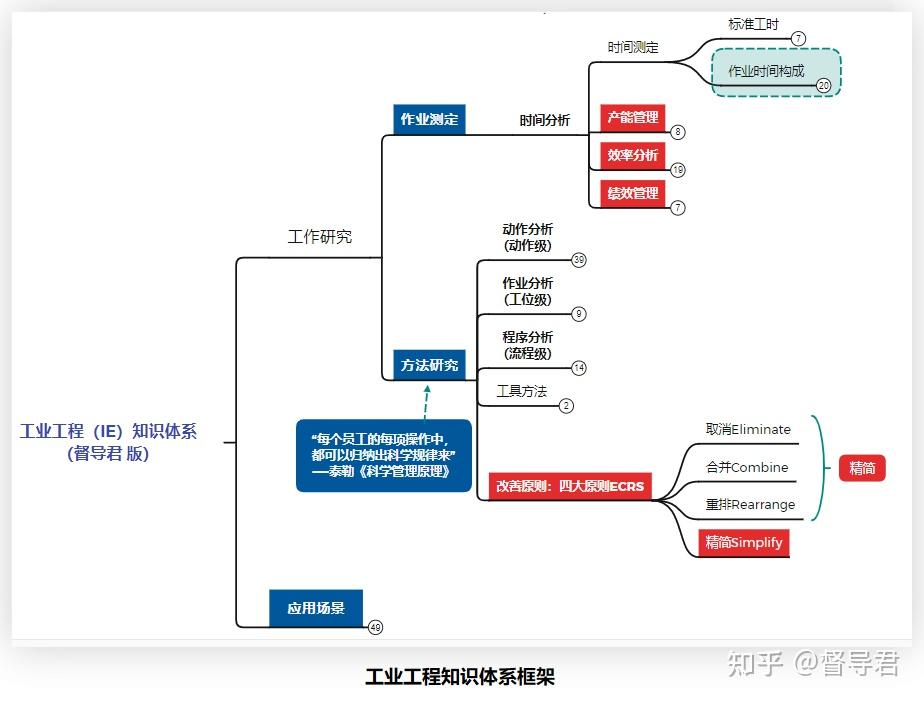 标准工时
7
时间测定
作业时间构成
20
作业测定
时间分析
产能管理
8
效率分析
19
绩效管理
7
工作研究
动作分析
(动作级)
39
作业分析
(工位级)
9
程序分析
(流程级)
14
方法研究
工具方法
2
工业工程（IE）知识体系
(督导君 版)
“每个员工的每项操作中，
都可以归纳出科学规律来”
—泰勒《科学管理原理》
改善原则：四大原则ECRS
取消Eliminate
合并Combine
重排Rearrange
精简Simplify
精简
应用场景
49
工业工程知识体系框架
知乎 @督导君